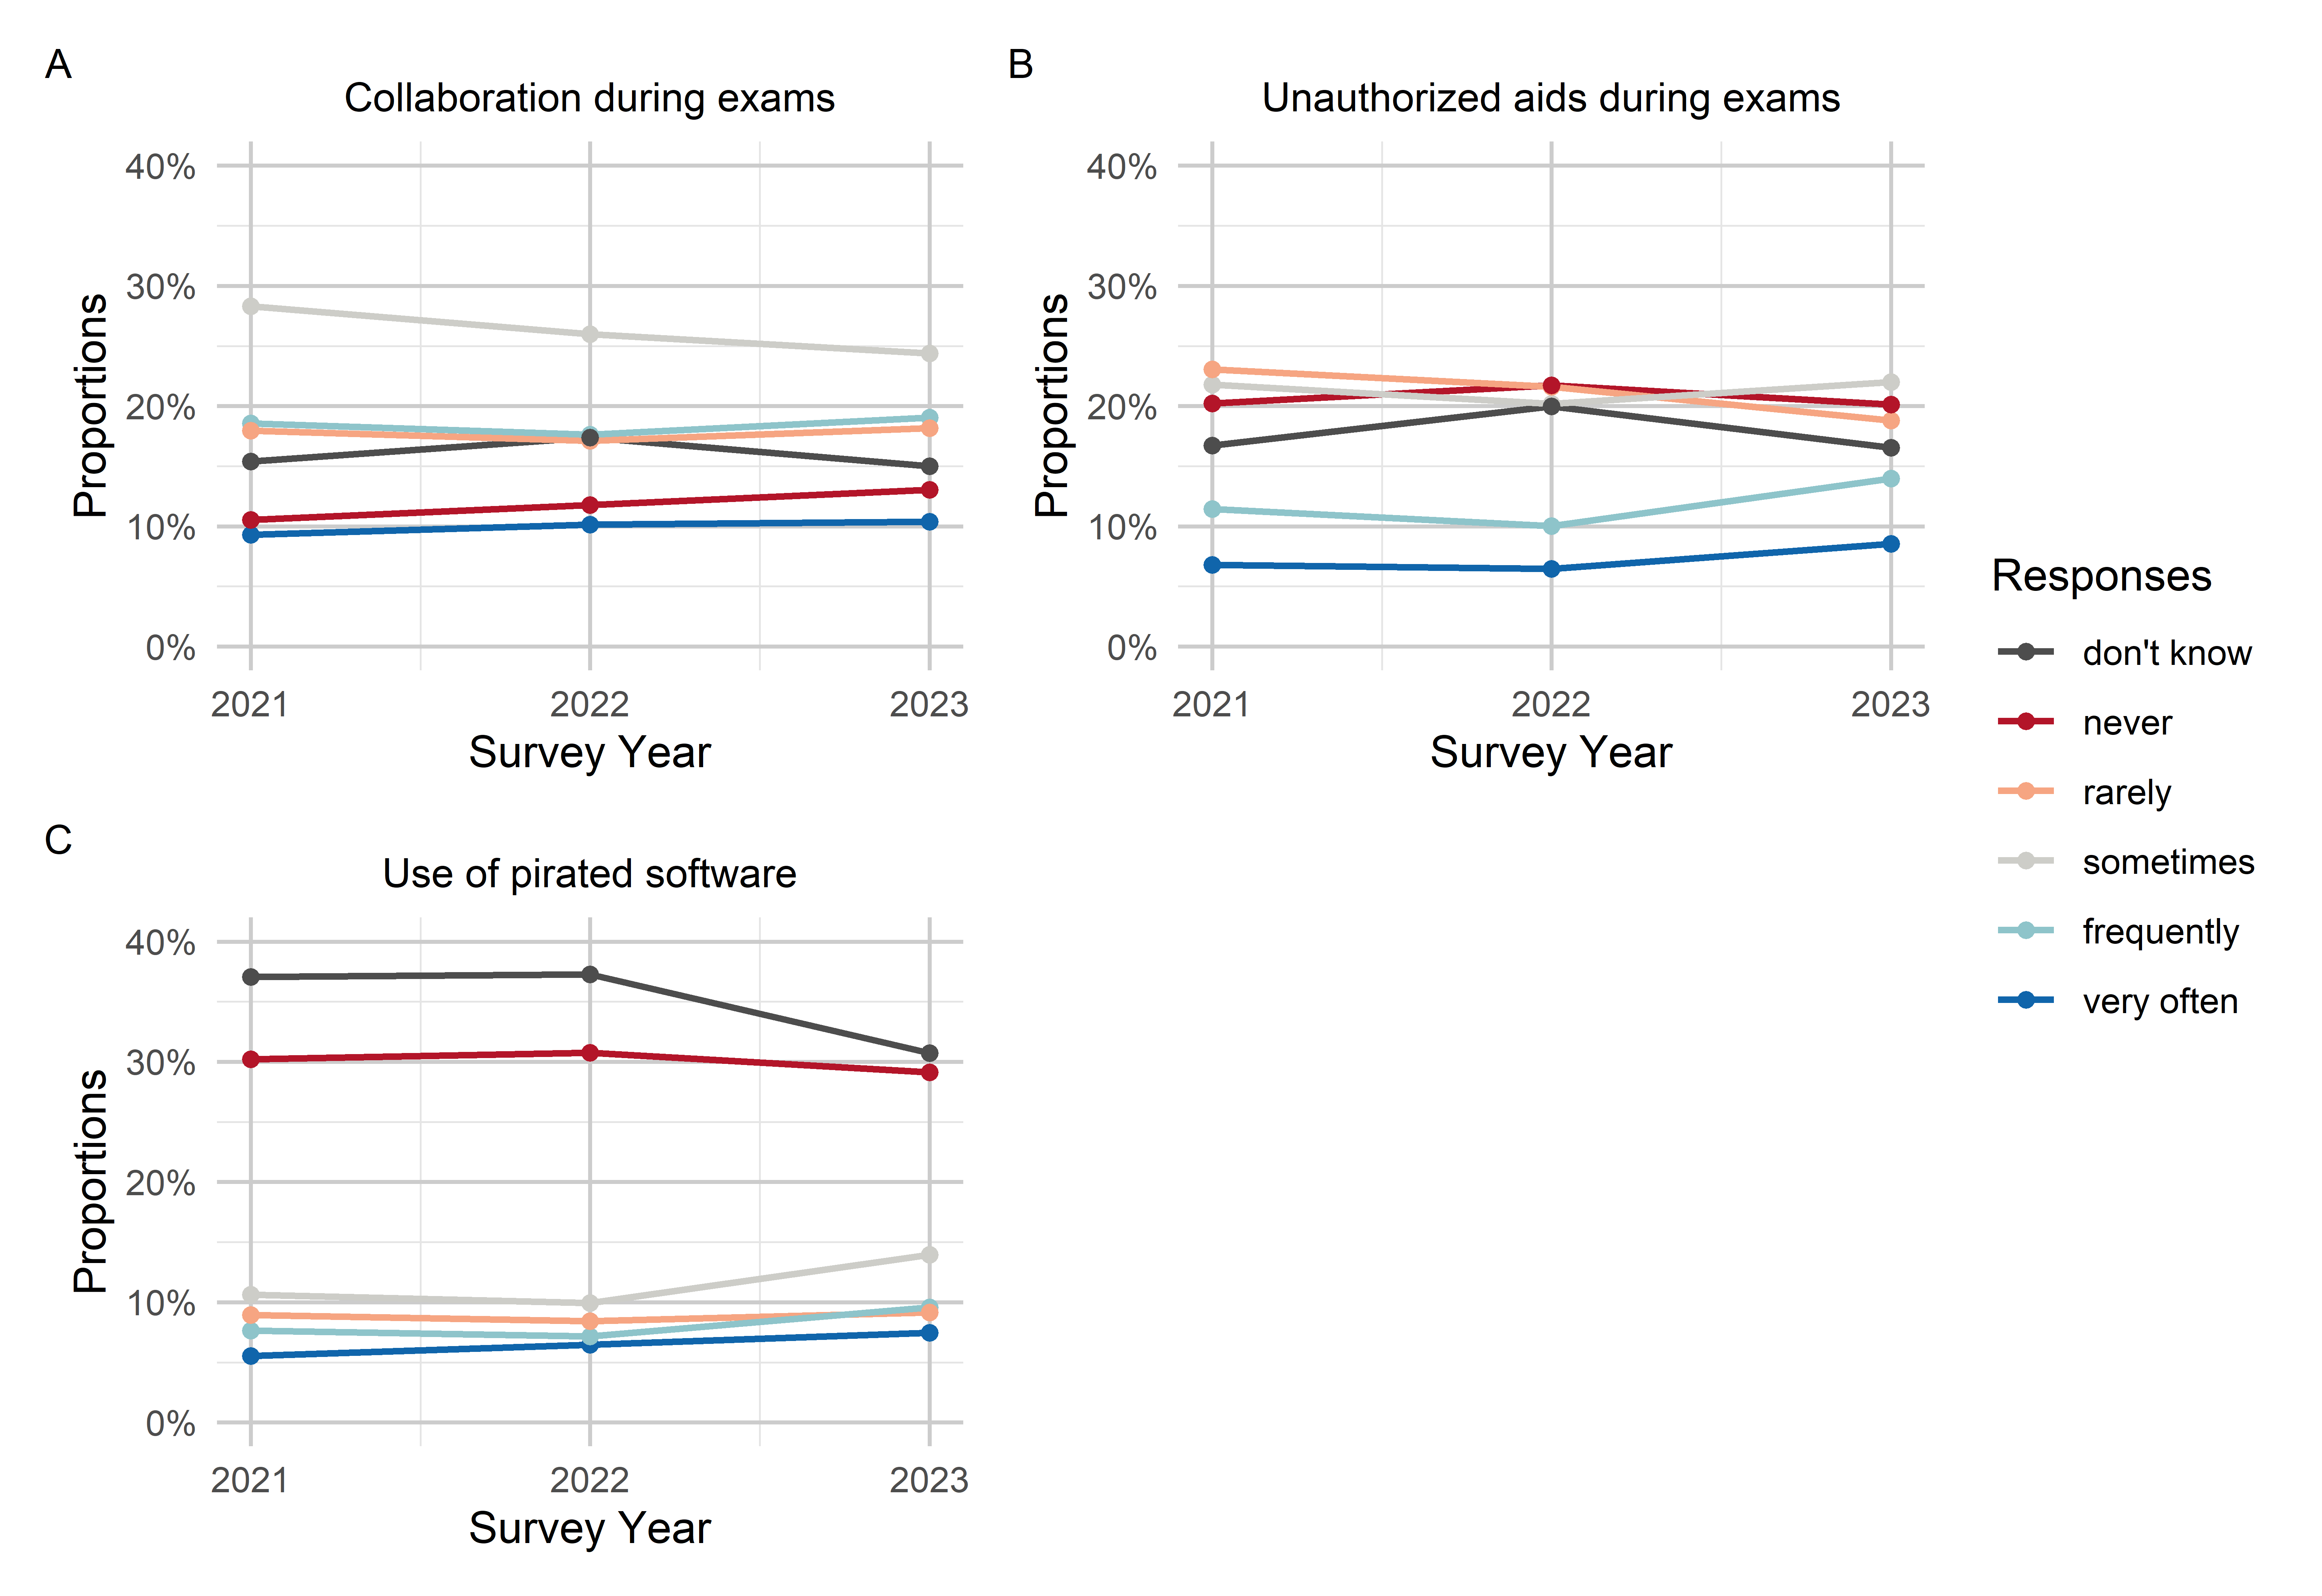 A
Collaboration during exams
40%
30%
20%
10%
0%
Proportions
2021 2022 2023
Survey Year
B
Unauthorized aids during exams
40%
30%
20%
10%
0%
Proportions
2021 2022 2023
Survey Year
C
Use of pirated software
40%
30%
20%
10%
0%
Proportions
2021 2022 2023
Survey Year
Responses
don't know
never
rarely
sometimes
frequently
very often